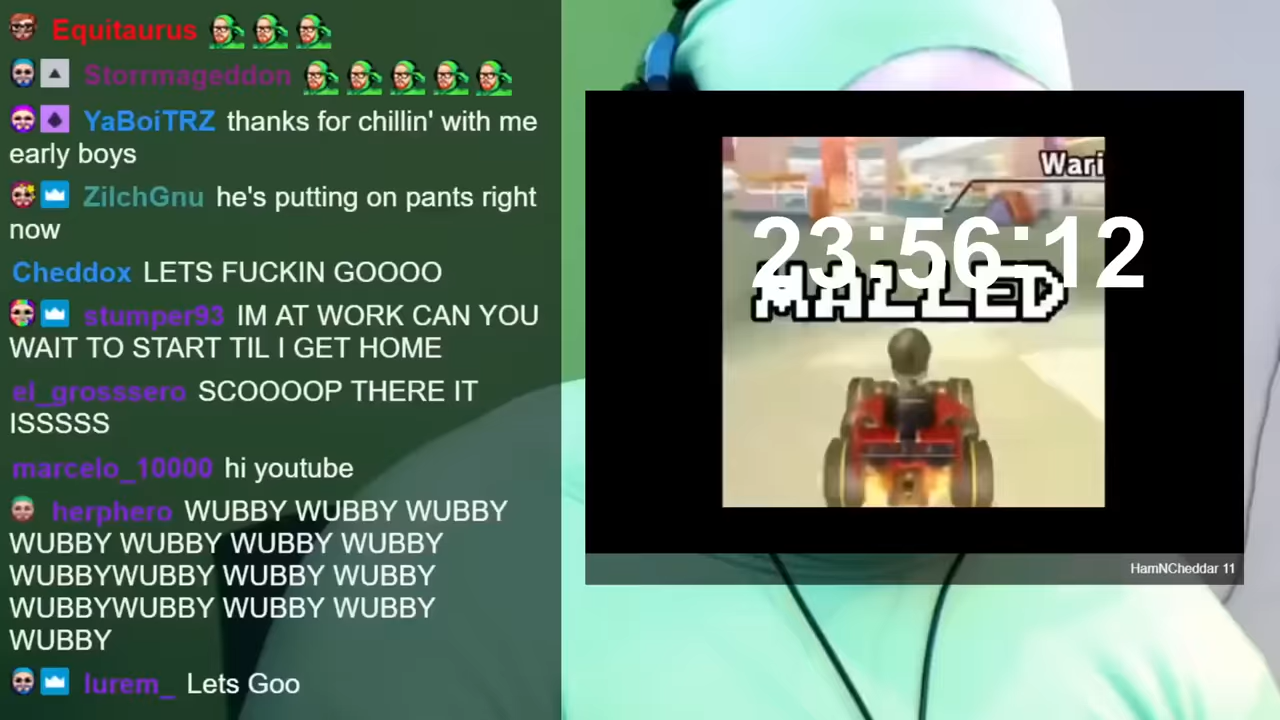 Equitaurus
Storrmageddon
YaBoiTRZ thanks for chillin' with me
early boys
ZilchGnu he's putting on pants right
now
Cheddox LETS FUCKIN GOOOO
stumper93 IM AT WORK CAN YOU
WAIT TO START TIL I GET HOME
el_grosssero SCOOOOP THERE IT
ISSSSS
marcelo_10000 hi youtube
herphero WUBBY WUBBY WUBBY
WUBBY WUBBY WUBBY WUBBY
WUBBYWUBBY WUBBY WUBBY
WUBBYWUBBY WUBBY WUBBY
WUBBY
lurem_ Lets Goo
Wari
23:56:12
MALLED
HamNCheddar 11